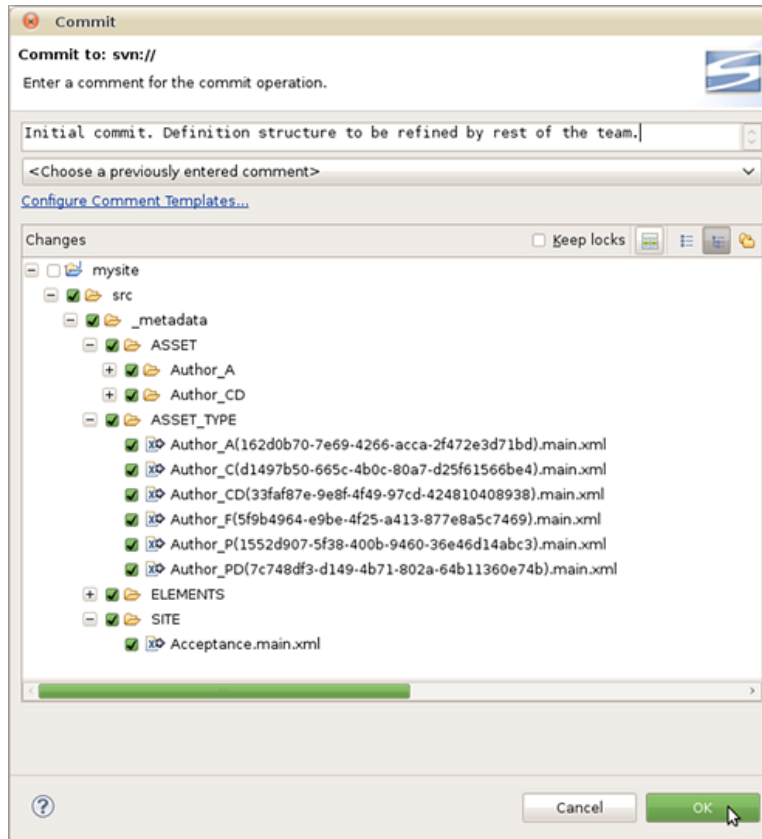 Commit
Commit to: svn://
Enter a comment for the commit operation.
Initial commit. Definition structure to be refined by rest of the team.
<Choose a previously entered comment>
Configure Comment Templates...
Changes Keep locks
mysite
src
_metadata
ASSET
Author_A
Author_CD
ASSET_TYPE
Author_A(162d0b70-7e69-4266-acca-2f472e3d71bd).main.xml
Author_C(d1497b50-665c-4b0c-80a7-d25f61566be4).main.xml
Author_CD(33faf87e-9e8f-4f49-97cd-424810408938).main.xml
Author_F(5f9b4964-e9be-4f25-a413-877e8a5c7469).main.xml
Author_P(1552d907-5f38-400b-9460-36e46d14abc3).main.xml
Author_PD(7c748df3-d149-4b71-802a-64b11360e74b).main.xml
ELEMENTS
SITE
Acceptance.main.xml
Cancel OK